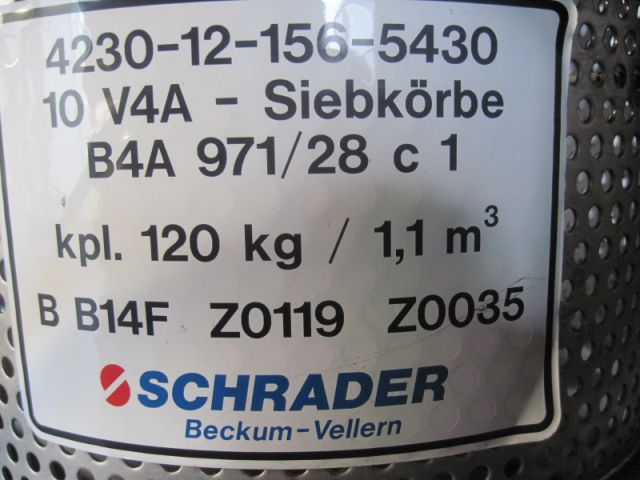 4230-12-156-5430
10 V4A - Siebkörbe
B4A 971/28 c 1
kpl. 120 kg / 1,1 m³
B B14F Z0119 Z0035
SCHRADER
Beckum-Vellern